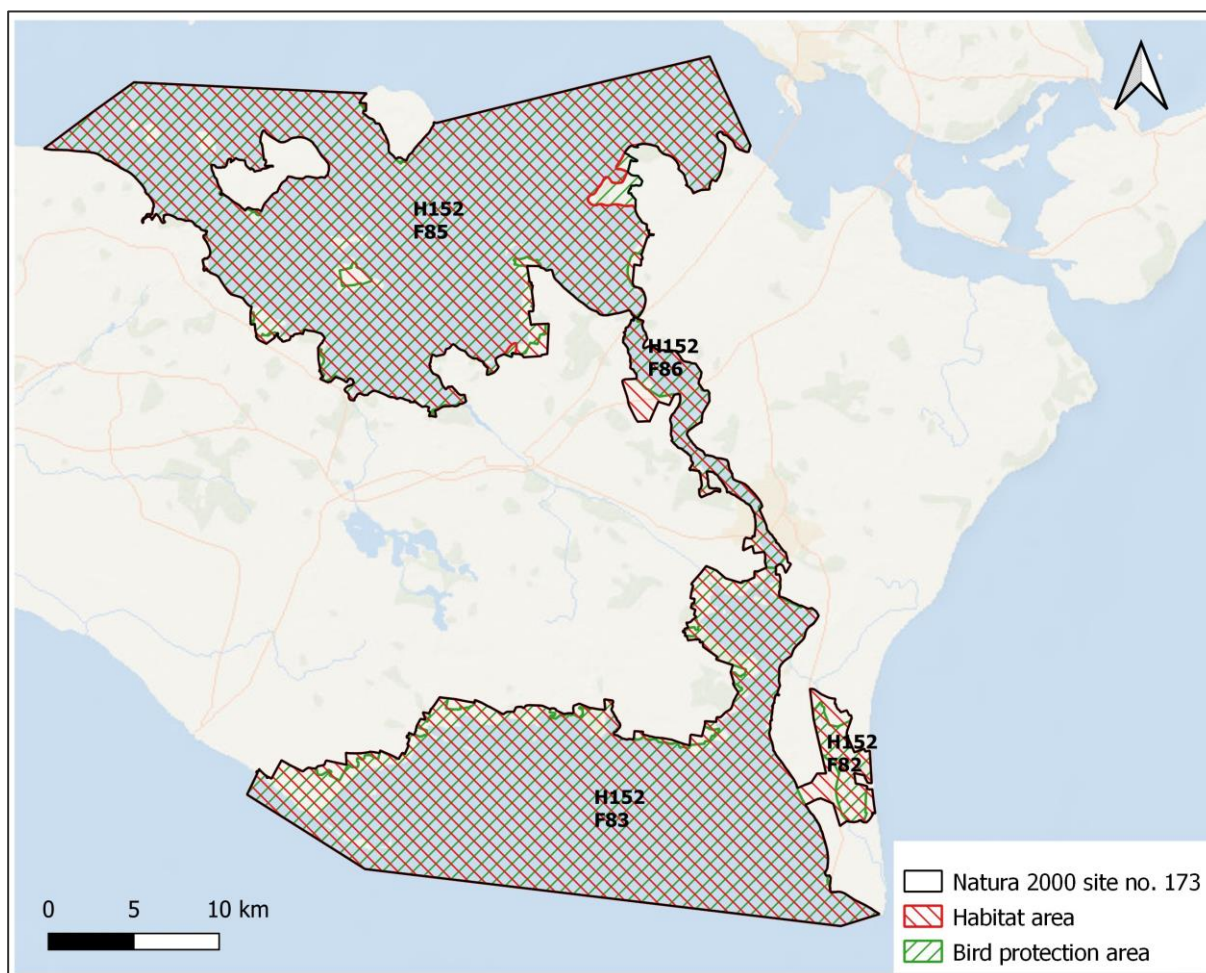 H152
F85
H152
F86
H152
F82
H152
F83
0 5 10 km
Natura 2000 site no. 173
Habitat area
Bird protection area